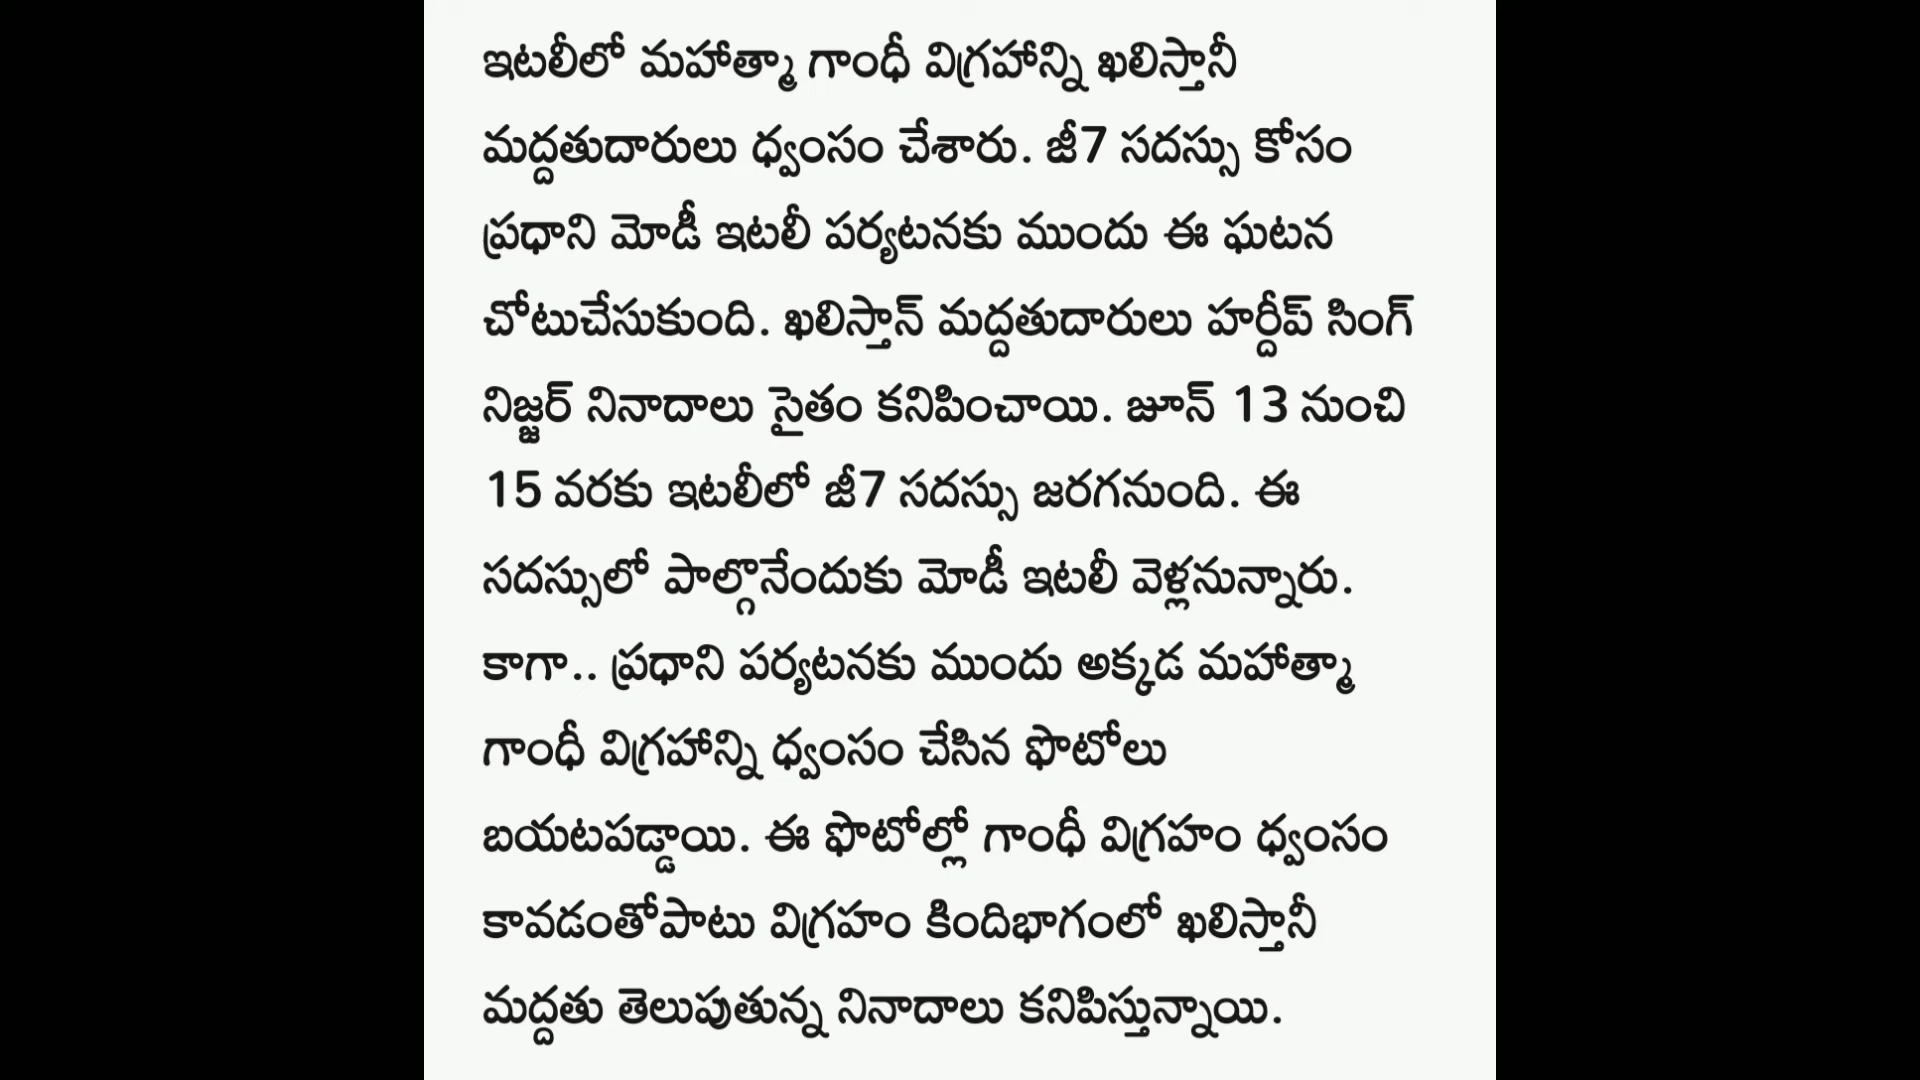 ఇటలీలో మహాత్మా గాంధీ విగ్రహాన్ని ఖలిస్తానీ
మద్దతుదారులు ధ్వంసం చేశారు. జీ7 సదస్సు కోసం
ప్రధాని మోడీ ఇటలీ పర్యటనకు ముందు ఈ ఘటన
చోటుచేసుకుంది. ఖలిస్తాన్ మద్దతుదారులు హర్దీప్ సింగ్
నిజ్జర్ నినాదాలు సైతం కనిపించాయి. జూన్ 13 నుంచి
15 వరకు ఇటలీలో జీ7 సదస్సు జరగనుంది. ఈ
సదస్సులో పాల్గొనేందుకు మోడీ ఇటలీ వెళ్లనున్నారు.
కాగా.. ప్రధాని పర్యటనకు ముందు అక్కడ మహాత్మా
గాంధీ విగ్రహాన్ని ధ్వంసం చేసిన ఫొటోలు
బయటపడ్డాయి. ఈ ఫొటోల్లో గాంధీ విగ్రహం ధ్వంసం
కావడంతోపాటు విగ్రహం కిందిభాగంలో ఖలిస్తానీ
మద్దతు తెలుపుతున్న నినాదాలు కనిపిస్తున్నాయి.